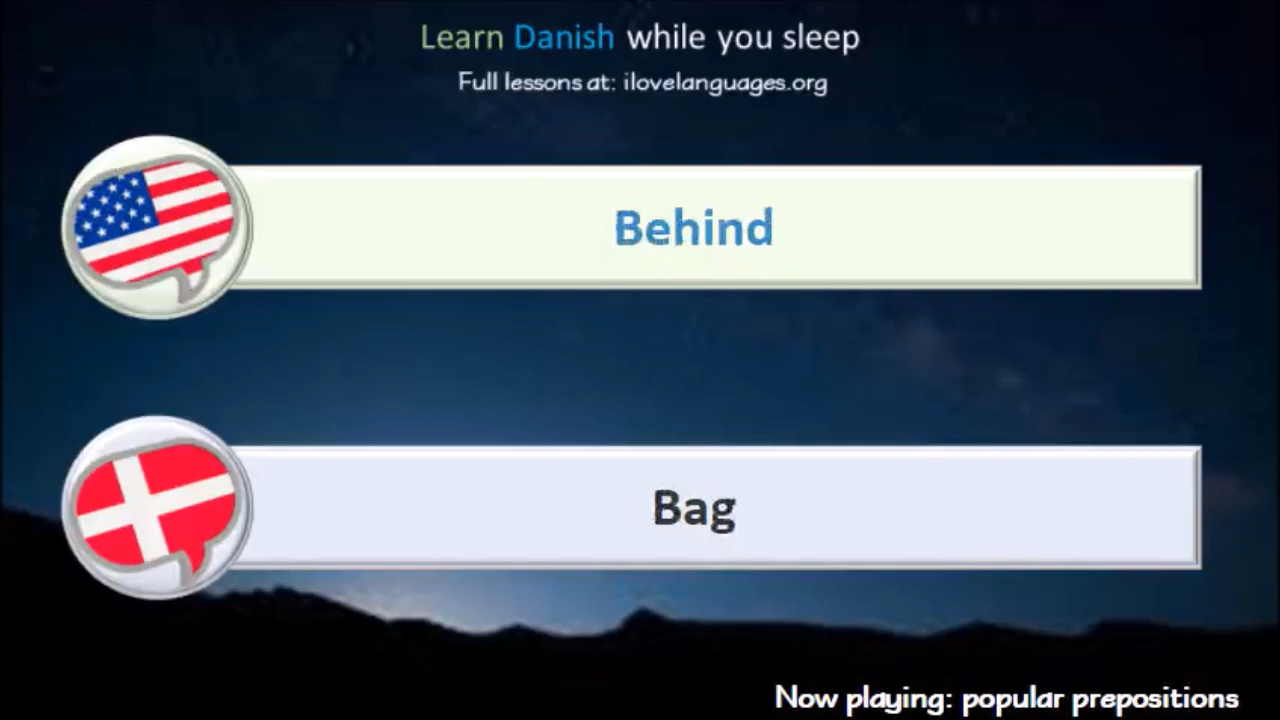 Learn Danish while you sleep
Full lessons at: ilovelanguages.org
Behind
Bag
Now playing: popular prepositions